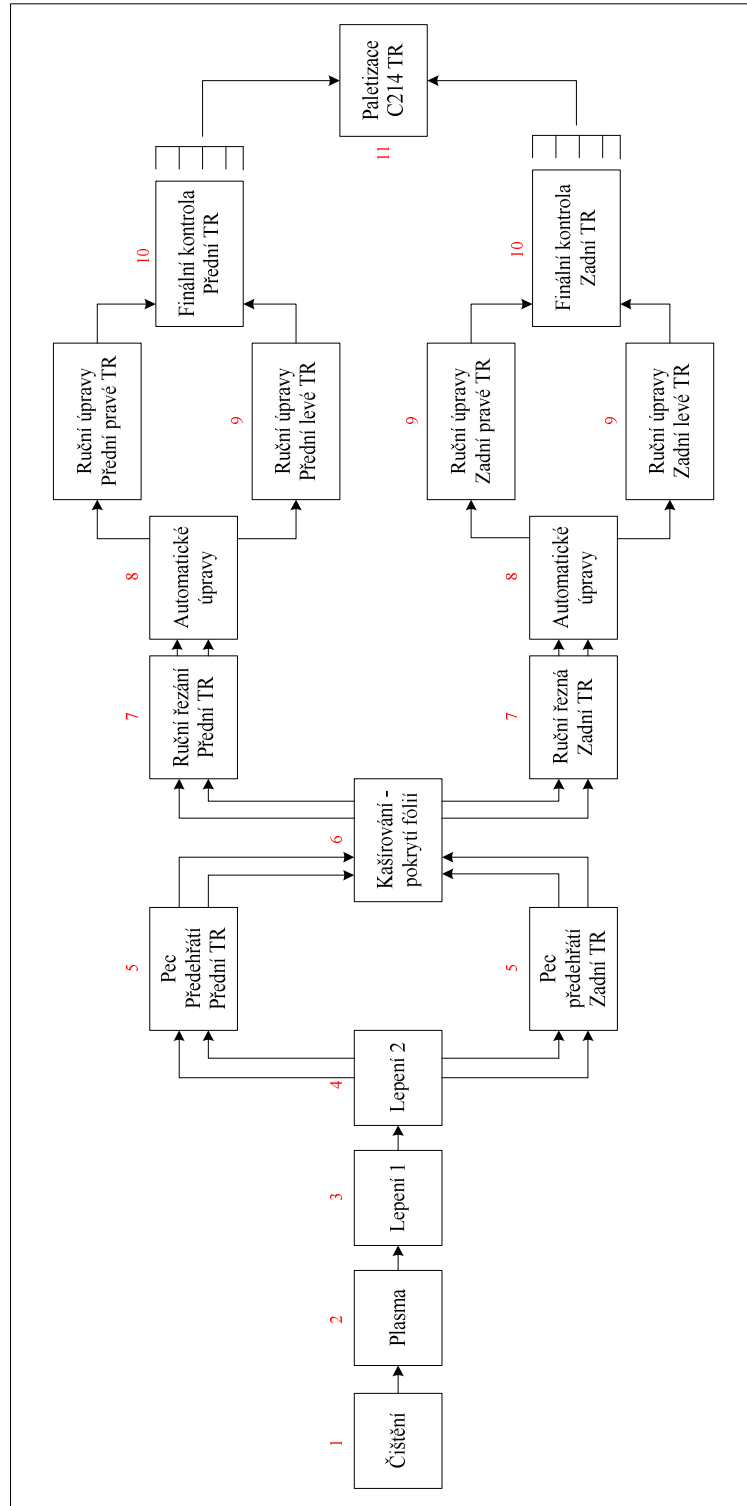 1
Čištění
2
Plasma
3
Lepení 1
4
Lepení 2
5
Pec
Předehřátí
Přední TR
5
Pec
předehřátí
Zadní TR
6
Kašírování -
pokrytí fólií
7
Ruční řezání
Přední TR
7
Ruční řezná
Zadní TR
8
Automatické
úpravy
8
Automatické
úpravy
Ruční úpravy
Přední pravé TR
9
Ruční úpravy
Přední levé TR
9
Ruční úpravy
Zadní pravé TR
9
Ruční úpravy
Zadní levé TR
10
Finální kontrola
Přední TR
10
Finální kontrola
Zadní TR
11
Paletizace
C214 TR